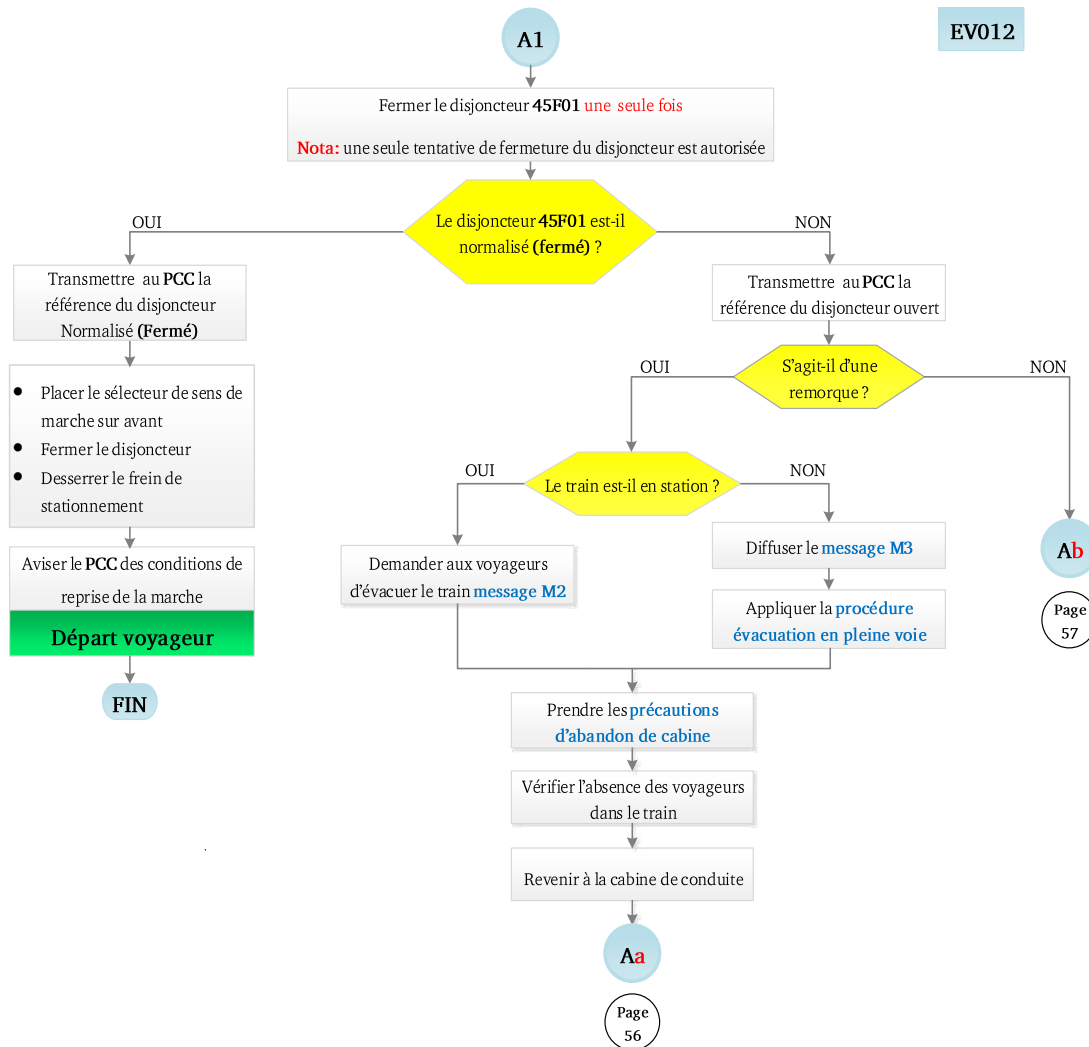 A1
EV012
Fermer le disjoncteur 45F01 une seule fois
Nota: une seule tentative de fermeture du disjoncteur est autorisée
Le disjoncteur 45F01 est-il
normalisé (fermé) ?
OUI
NON
Transmettre au PCC la
référence du disjoncteur
Normalisé (Fermé)
Transmettre au PCC la
référence du disjoncteur ouvert
• Placer le sélecteur de sens de
marche sur avant
• Fermer le disjoncteur
• Desserrer le frein de
stationnement
S'agit-il d'une
remorque ?
OUI
NON
Le train est-il en station ?
OUI
NON
Aviser le PCC des conditions de
reprise de la marche
Départ voyageur
FIN
Demander aux voyageurs
d'évacuer le train message M2
Diffuser le message M3
Appliquer la procédure
évacuation en pleine voie
Ab
Page
57
Prendre les précautions
d'abandon de cabine
Vérifier l'absence des voyageurs
dans le train
Revenir à la cabine de conduite
Aa
Page
56